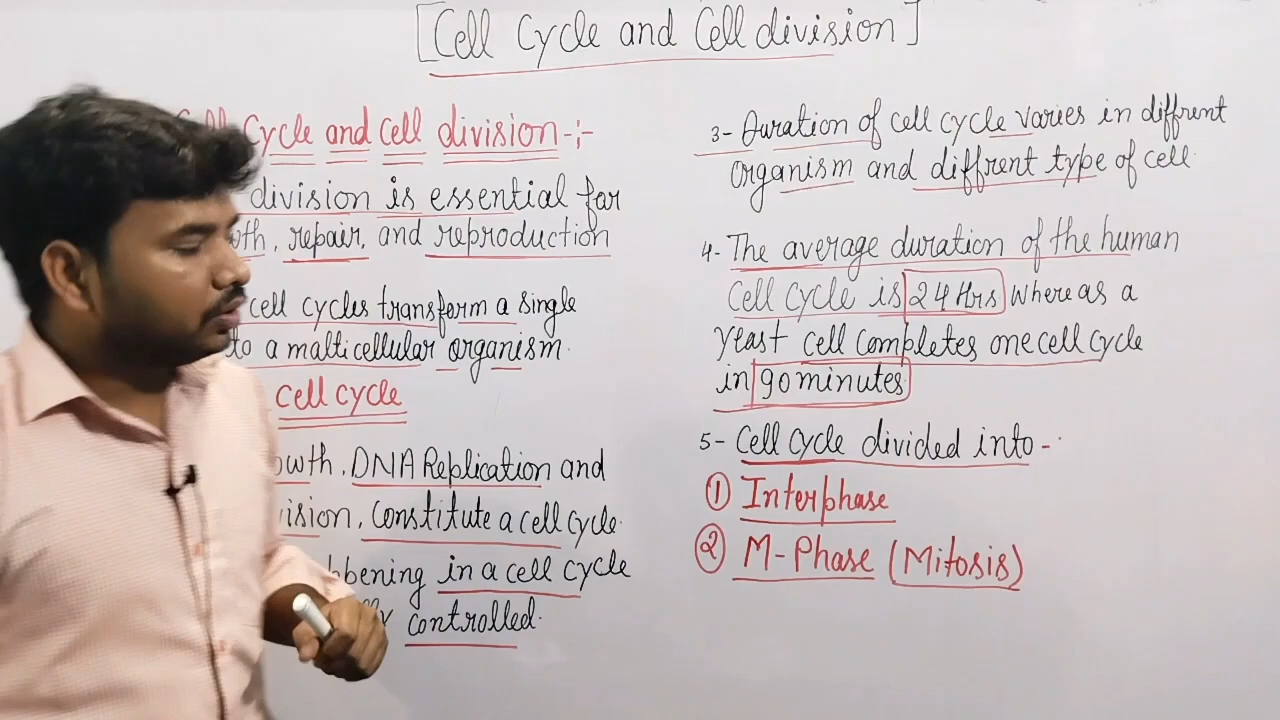 [Cell Cycle and Cell division]
Cycle and cell division-:-
division is essential for
repair, and reproduction
cell cycles transform a single
to a malticellular organism.
cell cycle
DNA Replication and
Constitute a cell cycle.
in a cell cycle
controlled.
3- Duration of cell cycle varies in diffrent
organism and diffrent type of cell.
4- The average duration of the human
Cell Cycle is 24 Hrs Where as a
yeast cell completes one cell cycle
in 90 minutes
5- Cell cycle divided into -
① Interphase
② M-Phase (Mitosis)